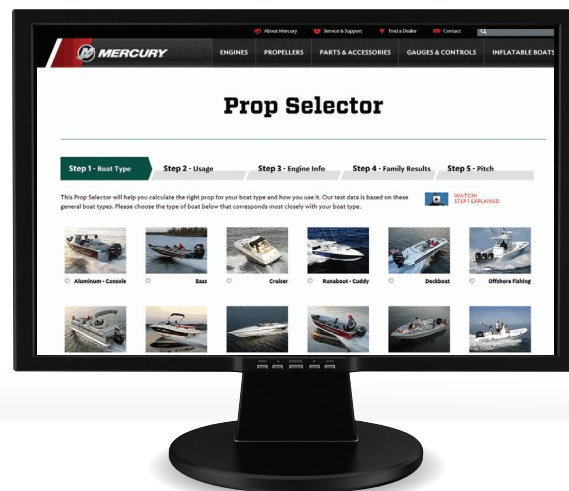 About Mercury Service & Support Find a Dealer Contact
MERCURY ENGINES PROPELLERS PARTS & ACCESSORIES GAUGES & CONTROLS INFLATABLE BOATS
Prop Selector
Step 1 - Boat Type Step 2 - Usage Step 3 - Engine Info Step 4 - Family Results Step 5 - Pitch
This Prop Selector will help you calculate the right prop for your boat type and how you use it. Our test data is based on these
general boat types. Please choose the type of boat below that corresponds most closely with your boat type.
WATCH:
STEP 1 EXPLAINED
Aluminum - Console Bass Cruiser Runabout - Cuddy Deckboat Offshore Fishing